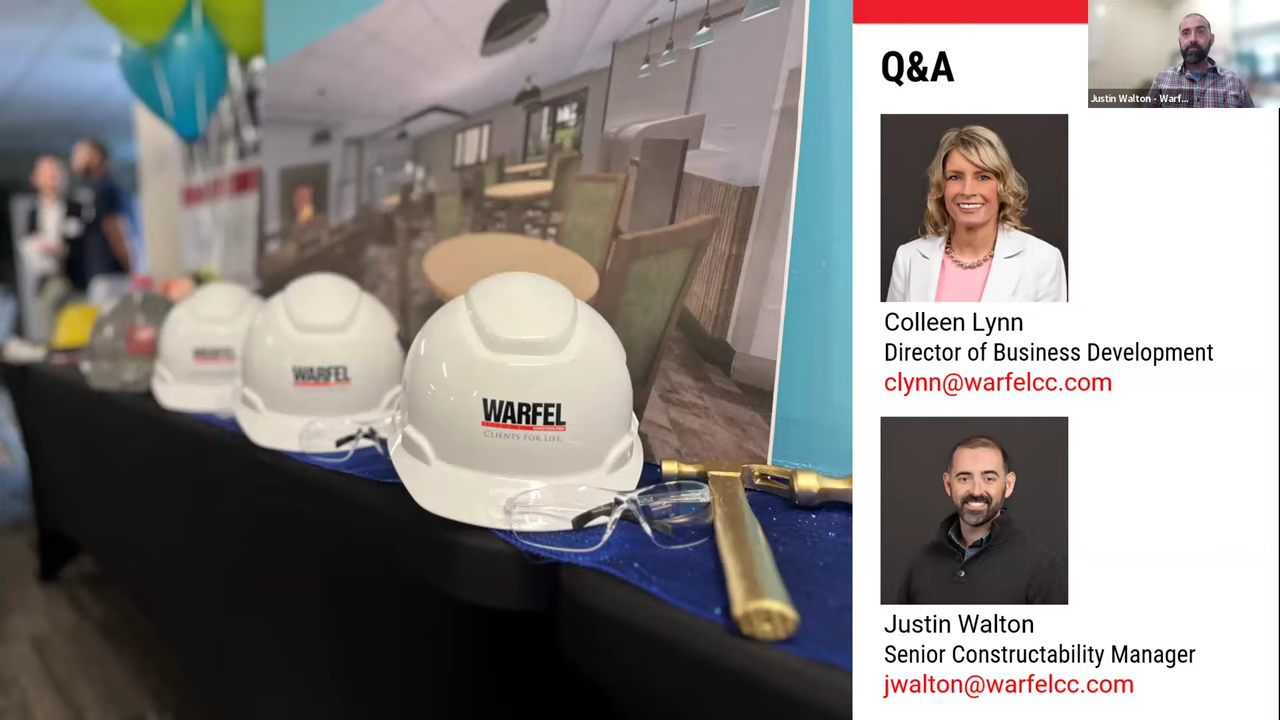 Q&A
Justin Walton - Warf...
Colleen Lynn
Director of Business Development
clynn@warfelcc.com
Justin Walton
Senior Constructability Manager
jwalton@warfelcc.com
WARFEL
WARFEL
WARFEL
CLIENTS FOR LIFE.